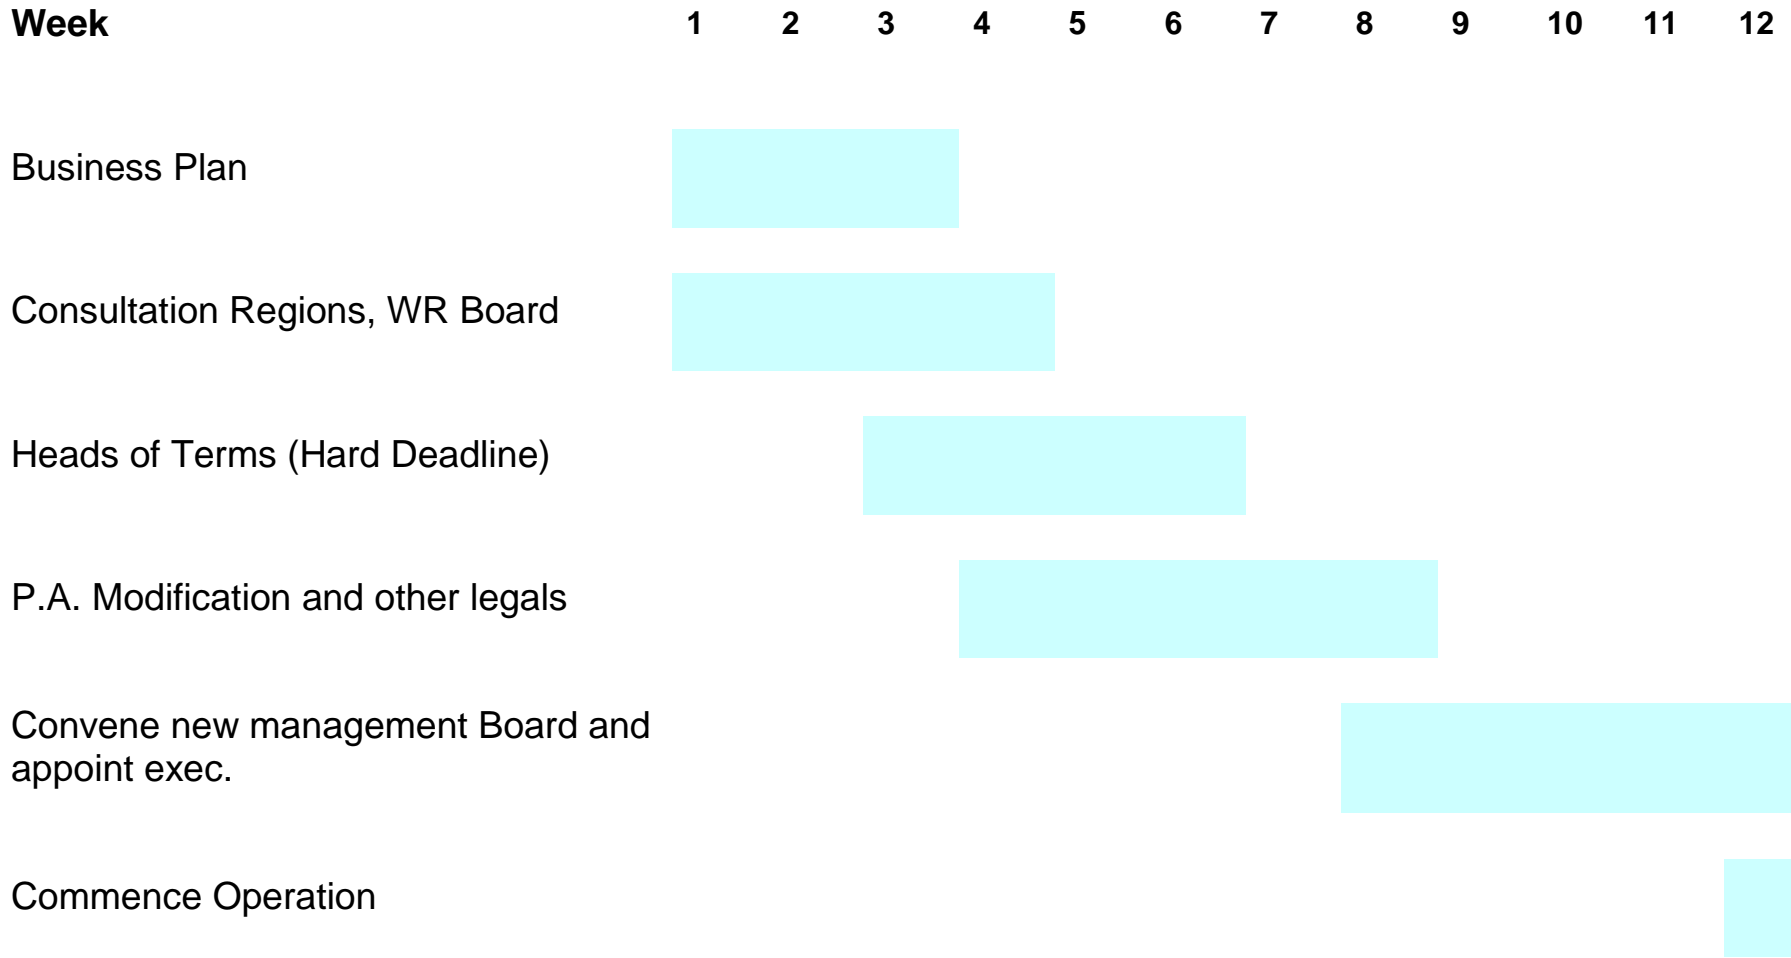 Week 1 2 3 4 5 6 7 8 9 10 11 12
Business Plan
Consultation Regions, WR Board
Heads of Terms (Hard Deadline)
P.A. Modification and other legals
Convene new management Board and
appoint exec.
Commence Operation